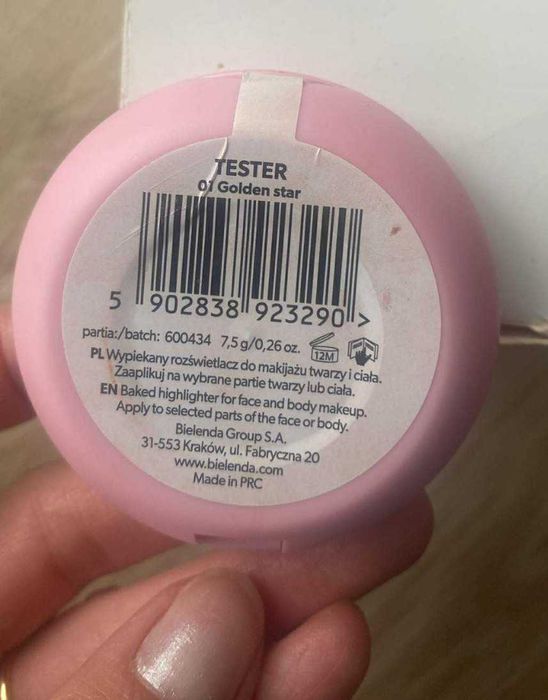 TESTER
01 Golden star
5 902838 923290 >
partia:/batch: 600434 7,5 g/0,26 oz. 12M
PL Wypiekany rozświetlacz do makijażu twarzy i ciała.
Zaaplikuj na wybrane partie twarzy lub ciała.
EN Baked highlighter for face and body makeup.
Apply to selected parts of the face or body.
Bielenda Group S.A.
31-553 Kraków, ul. Fabryczna 20
www.bielenda.com
Made in PRC